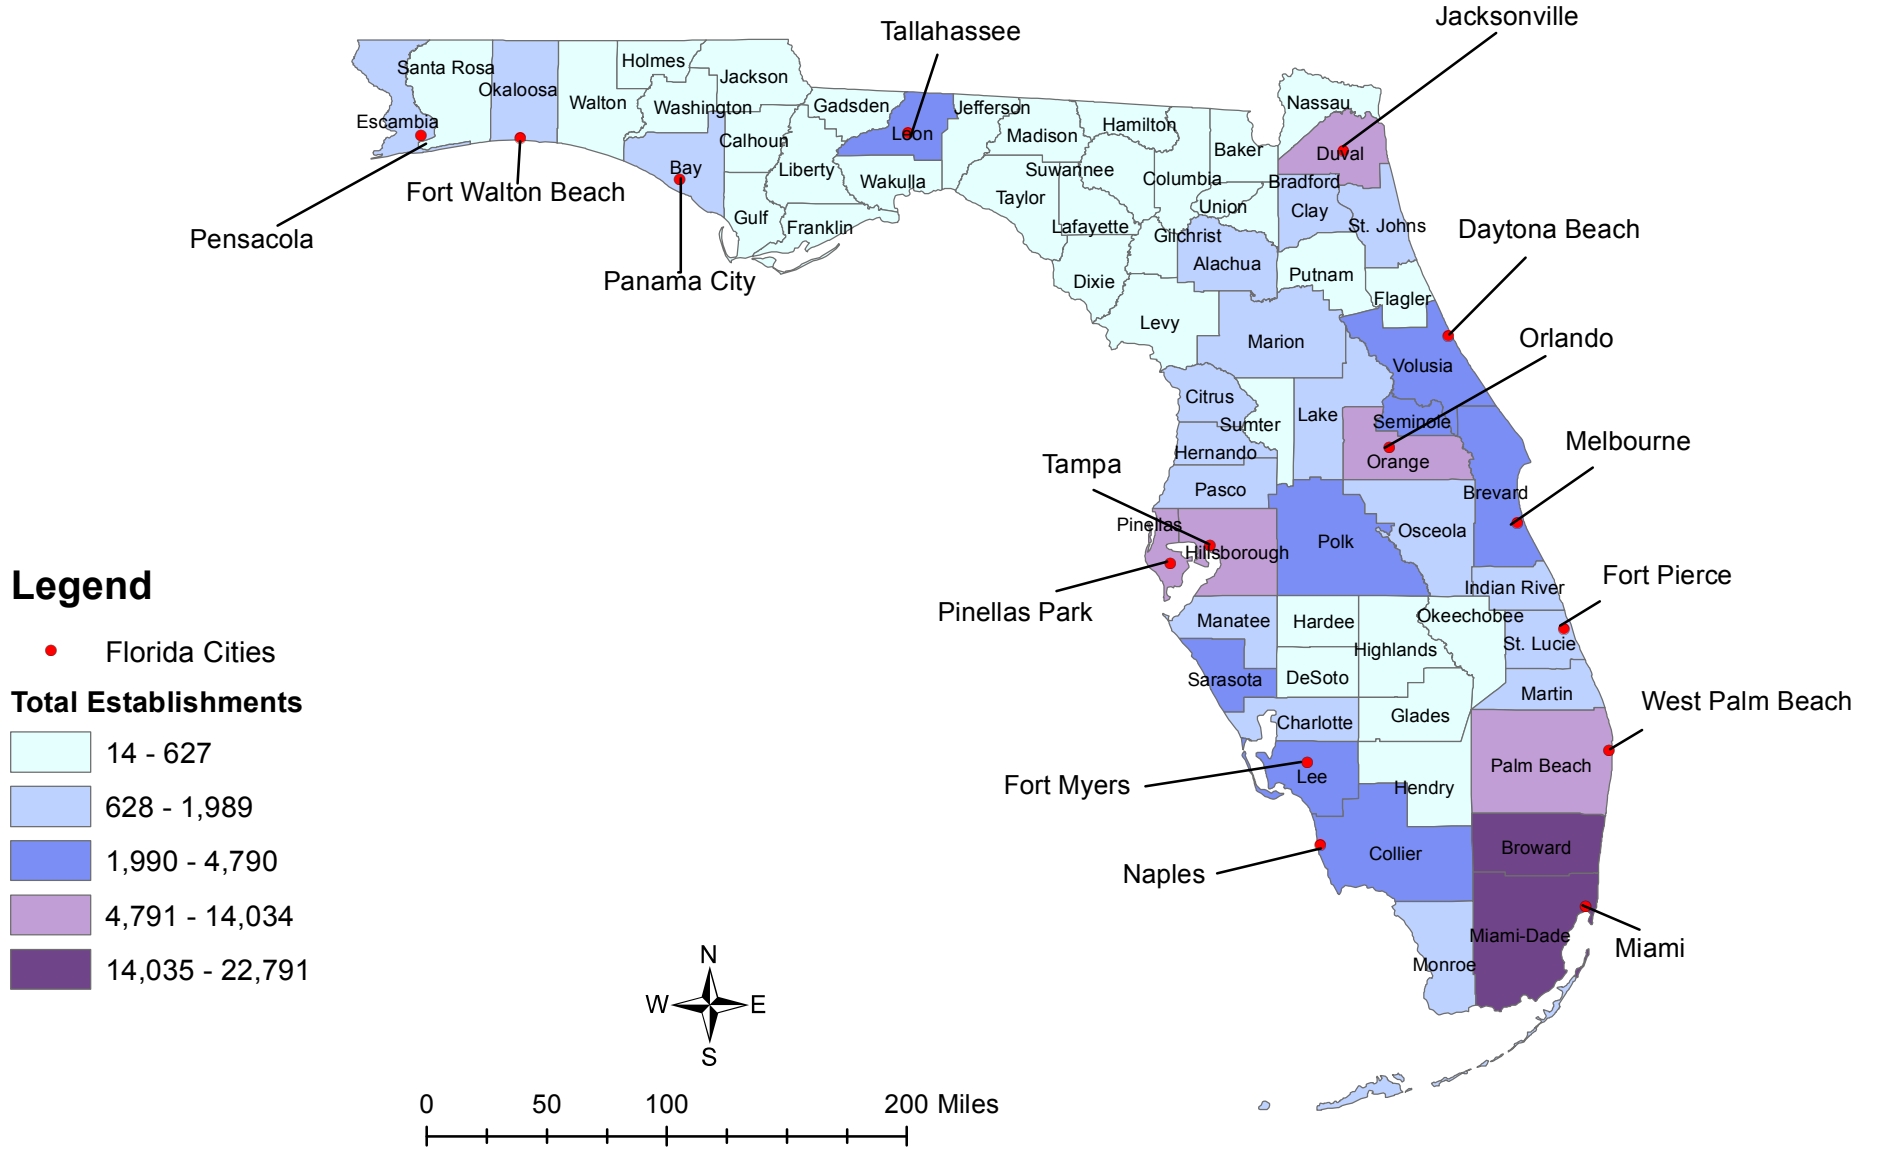 Jacksonville
Tallahassee
Holmes
Santa Rosa
Jackson
Okaloosa
Walton
Washington
Gadsden
Jefferson
Nassau
Escambia
Leon
Madison
Hamilton
Calhoun
Baker
Duval
Bay
Liberty
Suwannee
Columbia
Bradford
Wakulla
Fort Walton Beach
Taylor
Union
Clay
Gulf
Franklin
Lafayette
St. Johns
Gilchrist
Daytona Beach
Pensacola
Alachua
Panama City
Dixie
Putnam
Flagler
Levy
Marion
Orlando
Volusia
Citrus
Lake
Sumter
Seminole
Melbourne
Hernando
Orange
Tampa
Pasco
Brevard
Pinellas
Osceola
Hillsborough
Polk
Fort Pierce
Indian River
Pinellas Park
Manatee
Hardee
Okeechobee
St. Lucie
Highlands
Sarasota
DeSoto
Martin
West Palm Beach
Charlotte
Glades
Palm Beach
Fort Myers
Lee
Hendry
Broward
Collier
Naples
Miami-Dade
Miami
Monroe
Legend
Florida Cities
Total Establishments
14 - 627
628 - 1,989
1,990 - 4,790
4,791 - 14,034
14,035 - 22,791
N
W E
S
0 50 100 200 Miles